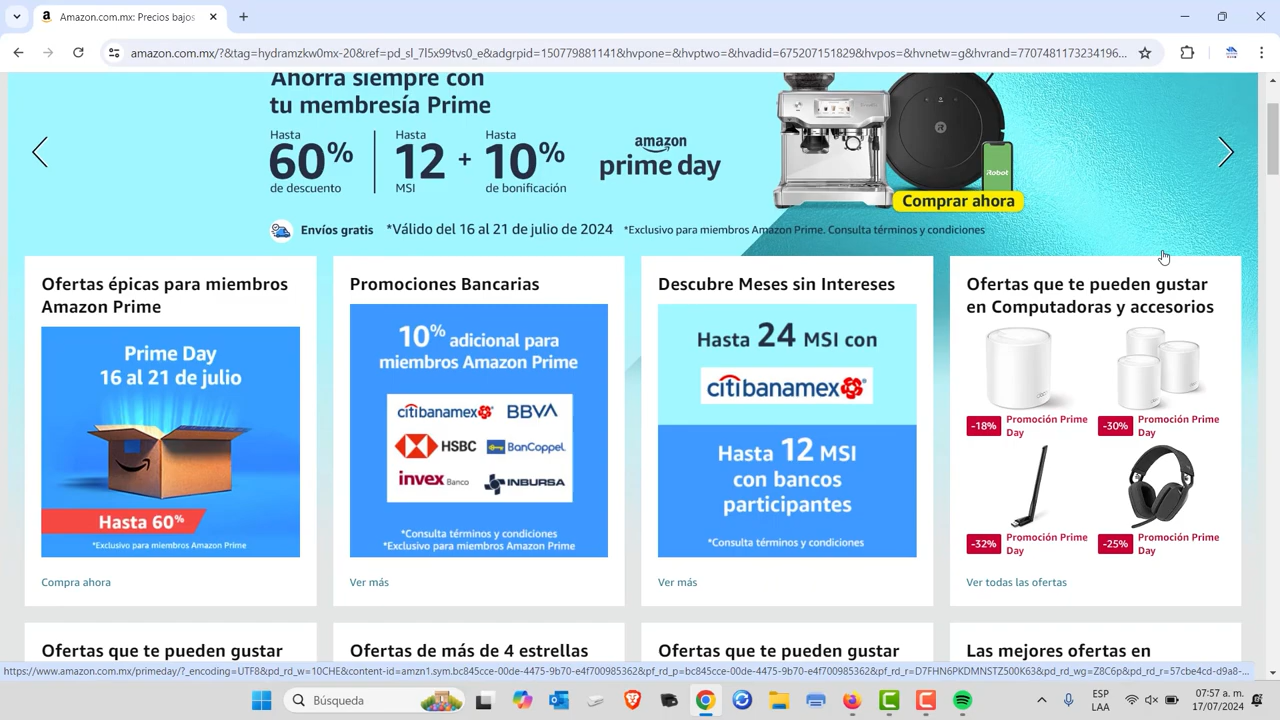 Amazon.com.mx: Precios bajos
amazon.com.mx/?&tag=hydramzkw0mx-20&ref=pd_sl_7l5x99tvs0_e&adgrpid=150779881141&hvpone=&hvptwo=&hvadid=675207151829&hvpos=&hvnetw=g&hvrand=7707481173234196...
Ahorra siempre con
tu membresía Prime
Hasta
60%
de descuento
Hasta
12
MSI
+
Hasta
10%
de bonificación
amazon
prime day
iRobot
Comprar ahora
Envíos gratis *Válido del 16 al 21 de julio de 2024 *Exclusivo para miembros Amazon Prime. Consulta términos y condiciones
Ofertas épicas para miembros
Amazon Prime
Prime Day
16 al 21 de julio
Hasta 60%
*Exclusivo para miembros Amazon Prime
Compra ahora
Promociones Bancarias
10% adicional para
miembros Amazon Prime
citibanamex BBVA
HSBC BanCoppel
invex Banco INBURSA
*Consulta términos y condiciones
*Exclusivo para miembros Amazon Prime
Ver más
Descubre Meses sin Intereses
Hasta 24 MSI con
citibanamex
Hasta 12 MSI
con bancos
participantes
*Consulta términos y condiciones
Ver más
Ofertas que te pueden gustar
en Computadoras y accesorios
-18% Promoción Prime
Day
-30% Promoción Prime
Day
-32% Promoción Prime
Day
-25% Promoción Prime
Day
Ver todas las ofertas
Ofertas que te pueden gustar
Ofertas de más de 4 estrellas
Ofertas que te pueden gustar
Las mejores ofertas en
https://www.amazon.com.mx/primeday/?_encoding=UTF8&pd_rd_w=10CHE&content-id=amzn1.sym.bc845cce-00de-4475-9b70-e4f700985362&pf_rd_p=bc845cce-00de-4475-9b70-e4f700985362&pf_rd_r=D7FHN6PKDMNSTZ500K63&pd_rd_wg=Z8C6p&pd_rd_r=57cbe4cd-d9a8-...
Búsqueda
ESP
LAA
07:57 a. m.
17/07/2024